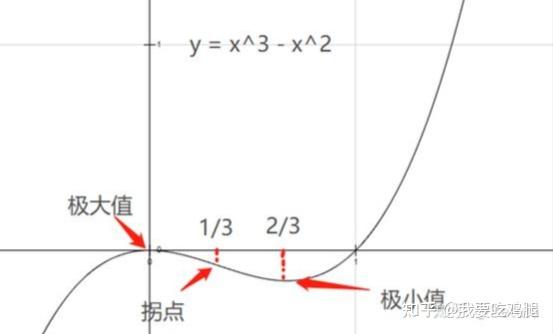 1
y = x^3 - x^2
极大值
1/3
2/3
0
0
1
拐点
极小值
知乎 @我要吃鸡腿